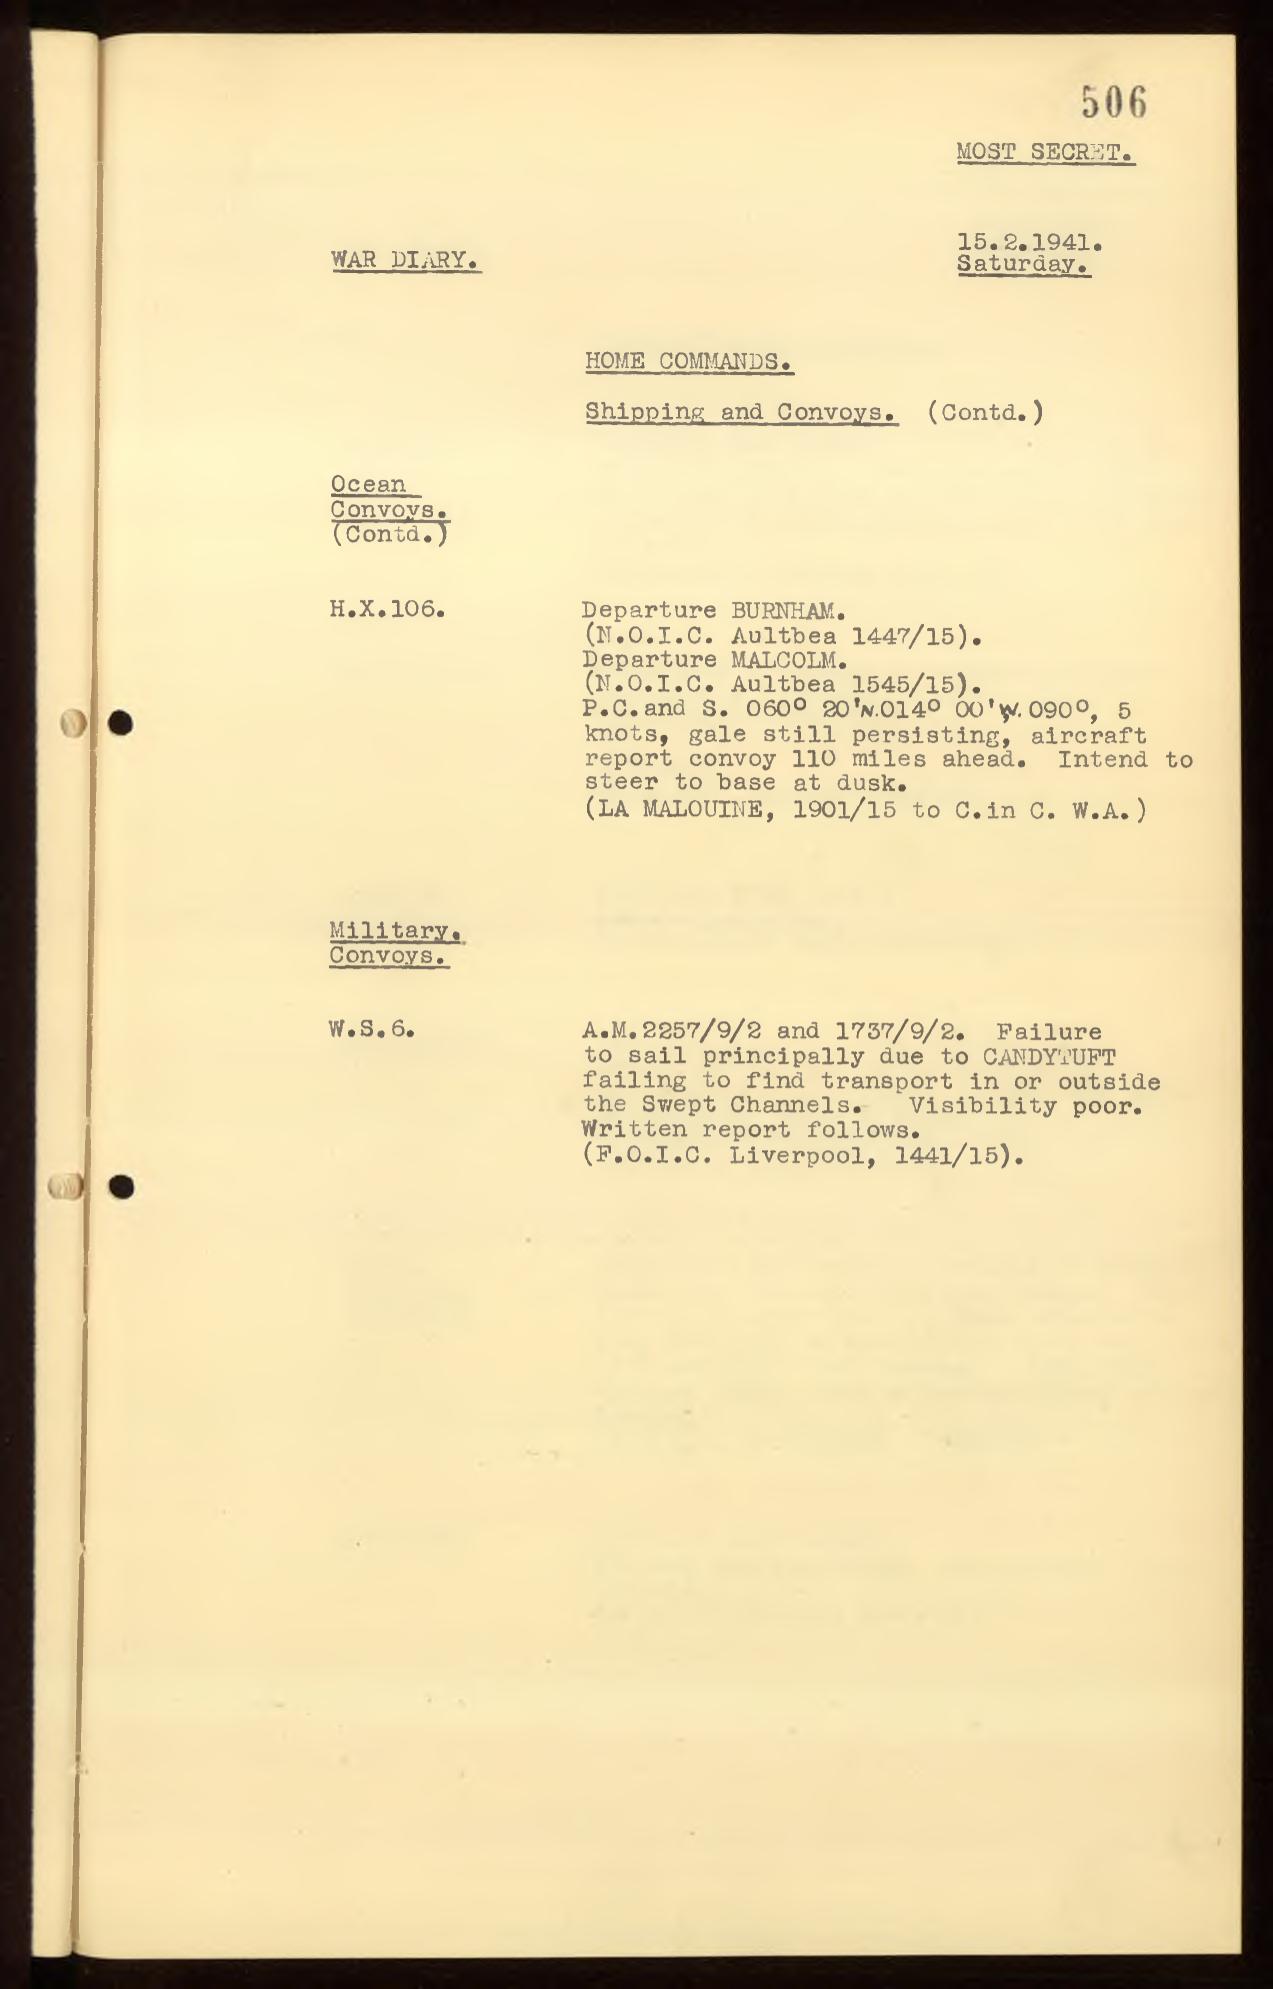 506
MOST SECRET.
15.2.1941.
WAR DIARY.
Saturday.
HOME COMMANDS.
Shipping and Convoys. (Contd.)
Ocean
Convoys.
(Contd.)
H.X.106.
Departure BURNHAM.
(N.O.I.C. Aultbea 1447/15).
Departure MALCOLM.
(N.O.I.C. Aultbea 1545/15).
P.C.and S. 060° 20'N.014° 00'W.090°, 5
knots, gale still persisting, aircraft
report convoy 110 miles ahead. Intend to
steer to base at dusk.
(LA MALOUINE, 1901/15 to C.in C. W.A.)
Military.
Convoys.
W.S.6.
A.M.2257/9/2 and 1737/9/2. Failure
to sail principally due to CANDYTUFT
failing to find transport in or outside
the Swept Channels. Visibility poor.
Written report follows.
(F.O.I.C. Liverpool, 1441/15).